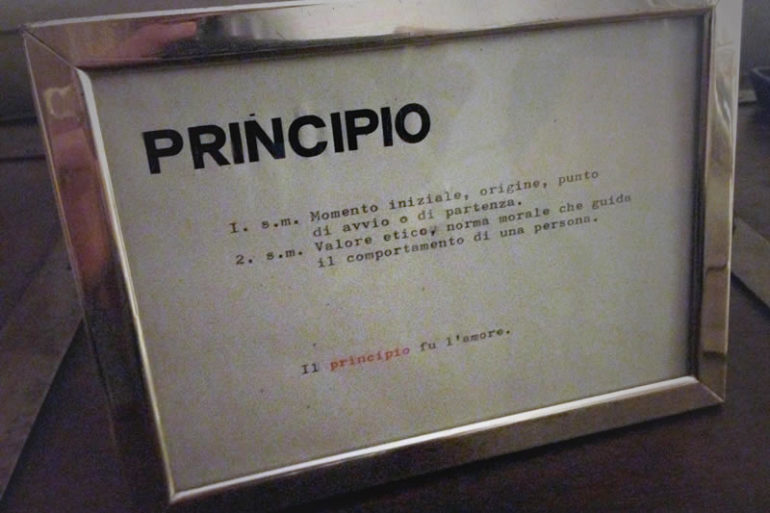 PRINCIPIO
I. s.m. Momento iniziale, origine, punto
di avvio o di partenza.
2. s.m. Valore etico, norma morale che guida
il comportamento di una persona.
Il principio fu l'amore.